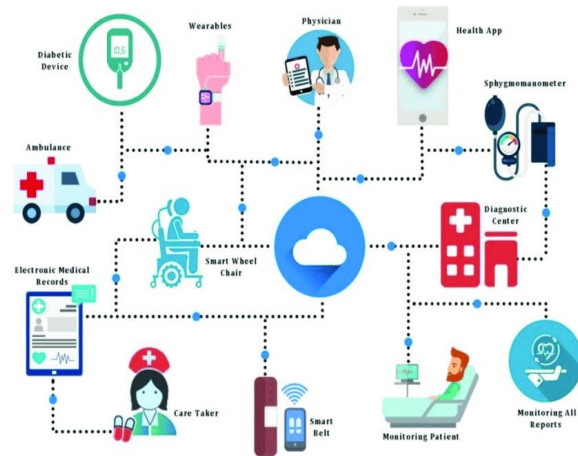 Diabetic
Device
Wearables
Physician
Health App
Sphygmomanometer
Ambulance
Smart Wheel
Chair
Diagnostic
Center
Electronic Medical
Records
Care Taker
Smart
Belt
Monitoring Patient
Monitoring All
Reports